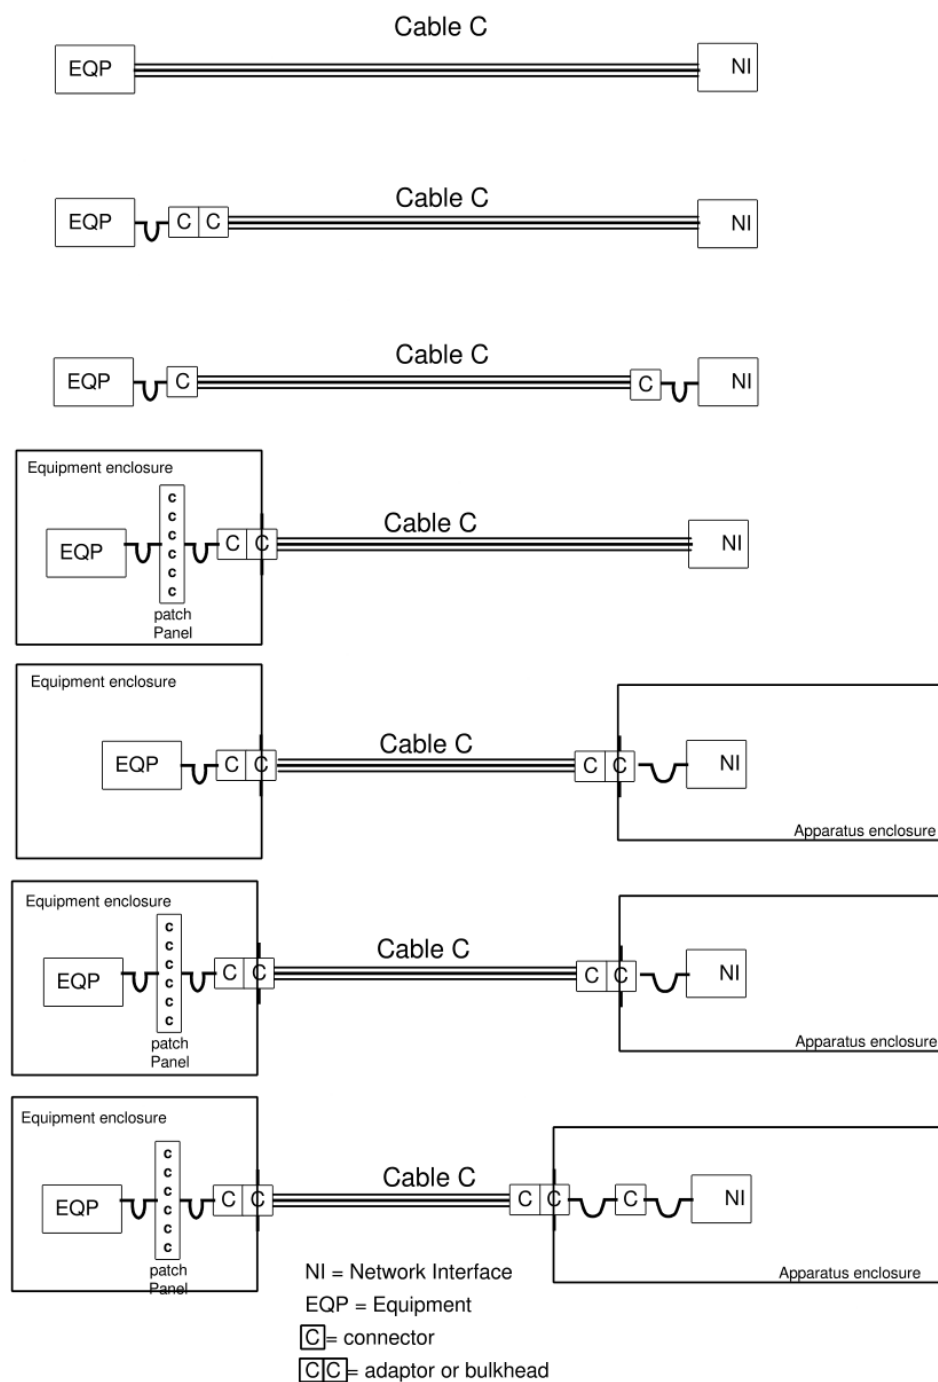 Cable C
EQP
NI
Cable C
EQP
C C
NI
Cable C
EQP
C
C
NI
Equipment enclosure
c
c
c
c
c
c
EQP
C C
Cable C
NI
patch
Panel
Equipment enclosure
Cable C
EQP
C C
C C
NI
Apparatus enclosure
Equipment enclosure
c
c
c
c
c
c
EQP
C C
Cable C
C C
NI
patch
Panel
Apparatus enclosure
Equipment enclosure
c
c
c
c
c
c
EQP
C C
Cable C
C C
C
NI
patch
Panel
Apparatus enclosure
NI = Network Interface
EQP = Equipment
C = connector
C C = adaptor or bulkhead